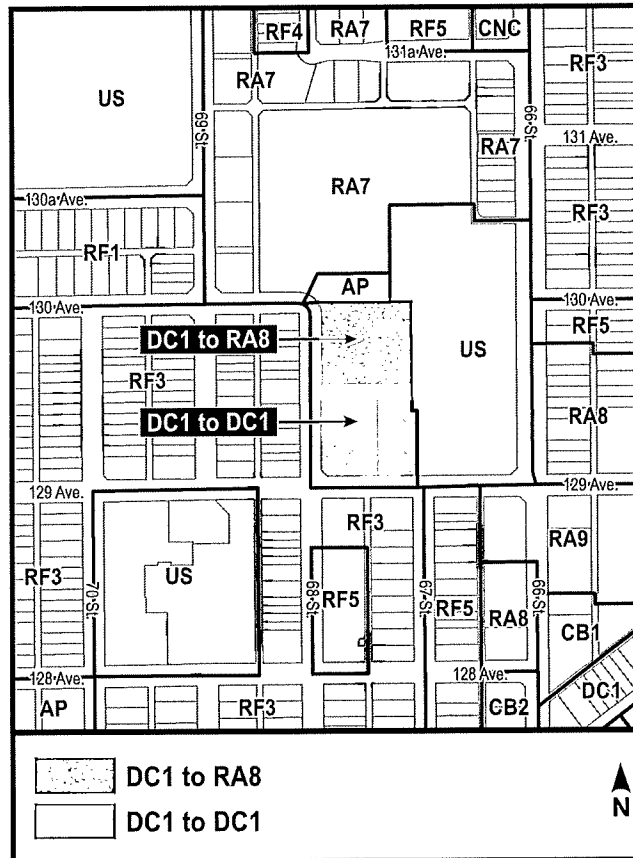 RF4
RA7
RF5
CNC
131a Ave.
RF3
RA7
US
69 St.
66 St.
131 Ave.
RA7
RA7
130a Ave.
RF3
RF1
AP
130 Ave.
130 Ave.
RF5
DC1 to RA8
US
RF3
RA8
DC1 to DC1
129 Ave.
129 Ave.
RF3
RA9
US
RF3
70 St.
68 St.
RF5
67 St.
RF5
66 St.
RA8
CB1
128 Ave.
128 Ave.
DC1
AP
RF3
CB2
DC1 to RA8
DC1 to DC1
N